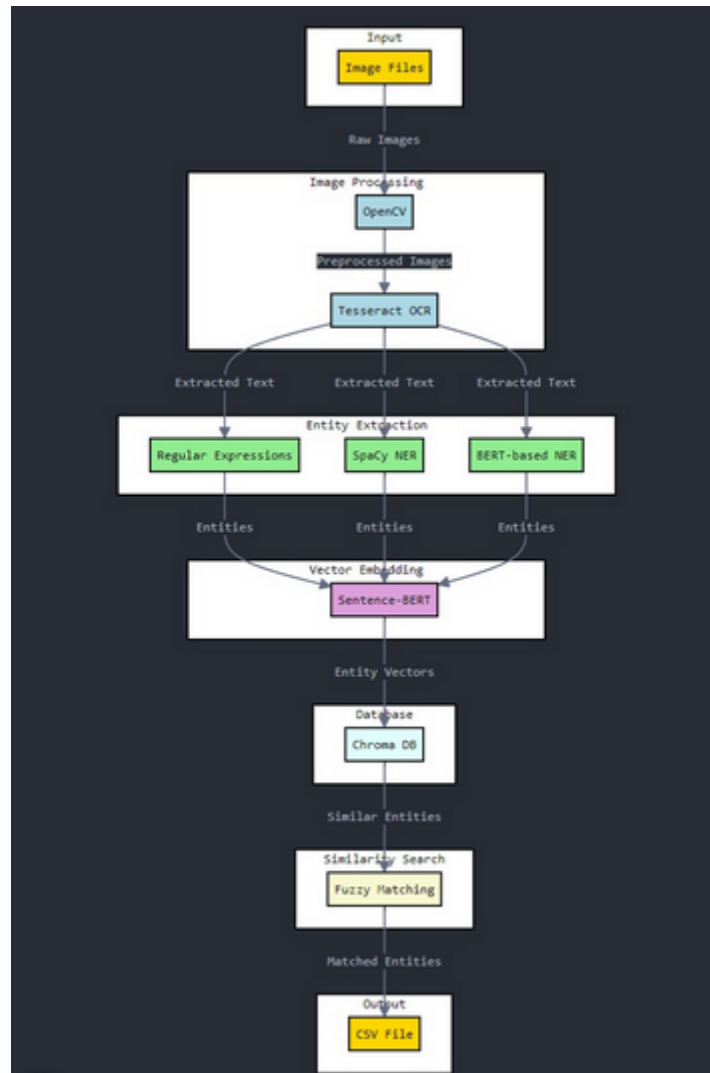 Input
Image Files
Raw Images
Image Processing
OpenCV
Preprocessed Images
Tesseract OCR
Extracted Text Extracted Text Extracted Text
Entity Extraction
Regular Expressions SpaCy NER BERT-based NER
Entities Entities Entities
Vector Embedding
Sentence-BERT
Entity Vectors
Database
Chroma DB
Similar Entities
Similarity Search
Fuzzy Matching
Matched Entities
Output
CSV File